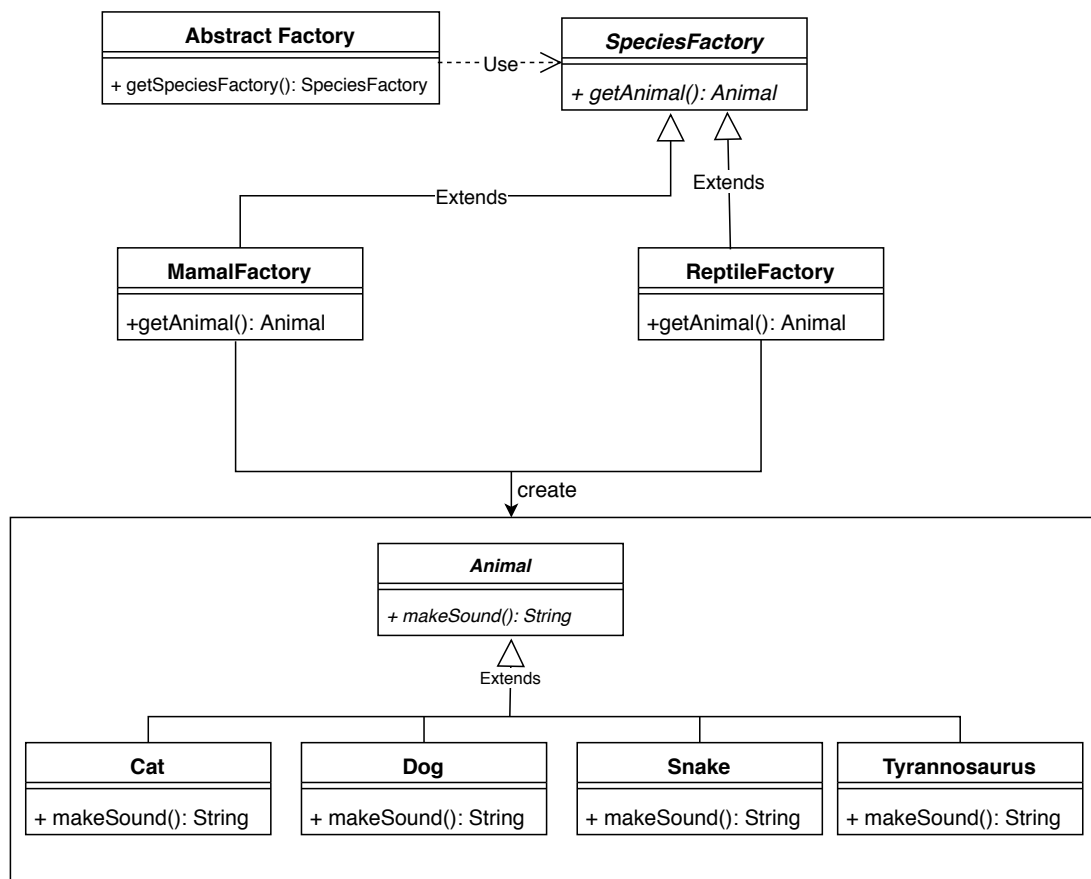 Abstract Factory
+ getSpeciesFactory(): SpeciesFactory
Use
SpeciesFactory
+ getAnimal(): Animal
Extends
Extends
MamalFactory
+getAnimal(): Animal
ReptileFactory
+getAnimal(): Animal
create
Animal
+ makeSound(): String
Extends
Cat
+ makeSound(): String
Dog
+ makeSound(): String
Snake
+ makeSound(): String
Tyrannosaurus
+ makeSound(): String